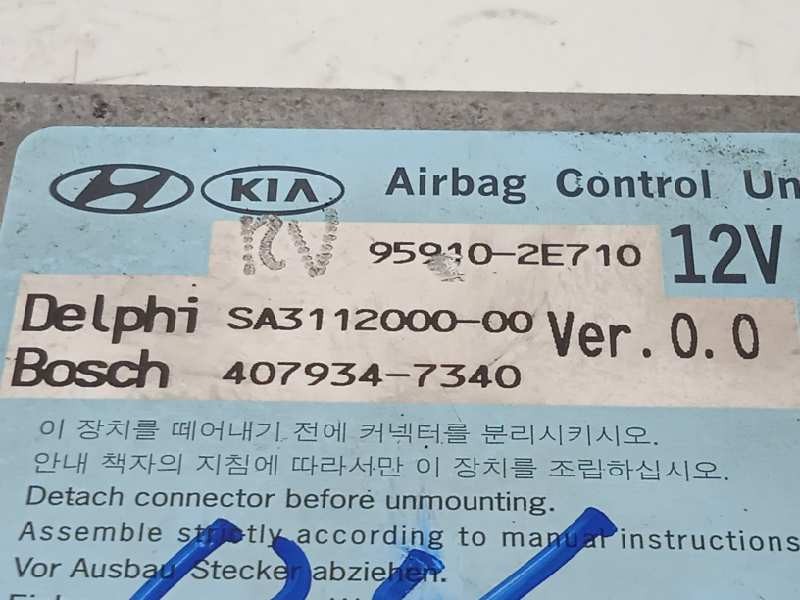 KIA Airbag Control Un
95910-2E710 12V
Delphi SA3112000-00 Ver.0.0
Bosch 407934-7340
이 장치를 떼어내기 전에 커넥터를 분리시키시오.
안내 책자의 지침에 따라서만 이 장치를 조립하십시오.
Detach connector before unmounting.
Assemble strictly according to manual instructions
Vor Ausbau Stecker abziehen.